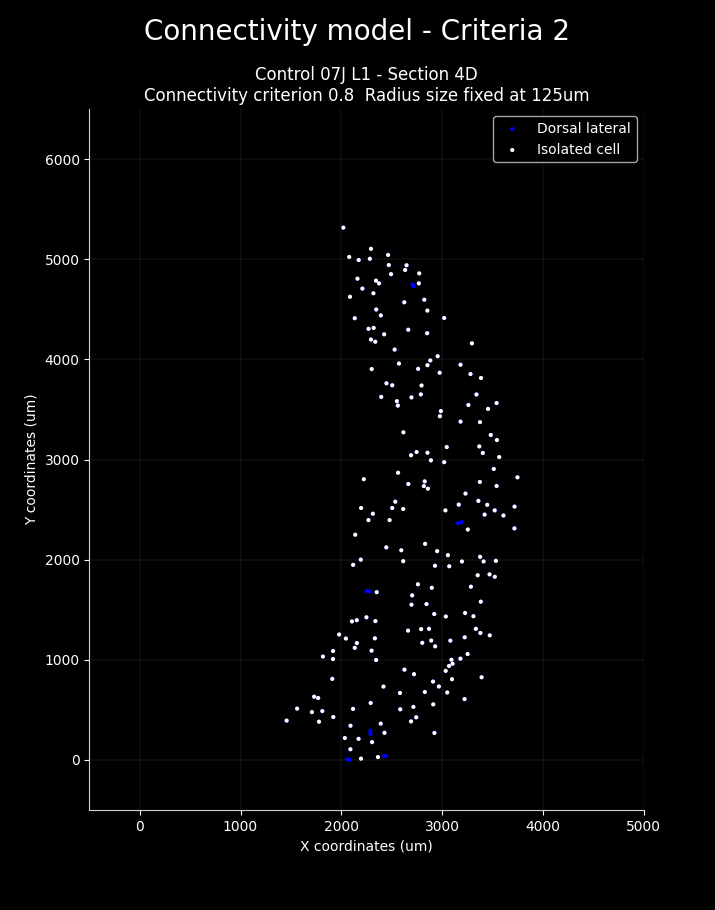 Connectivity model - Criteria 2
Control 07J L1 - Section 4D
Connectivity criterion 0.8  Radius size fixed at 125um
Dorsal lateral
Isolated cell
6000
5000
4000
3000
2000
1000
0
Y coordinates (um)
0
1000
2000
3000
4000
5000
X coordinates (um)